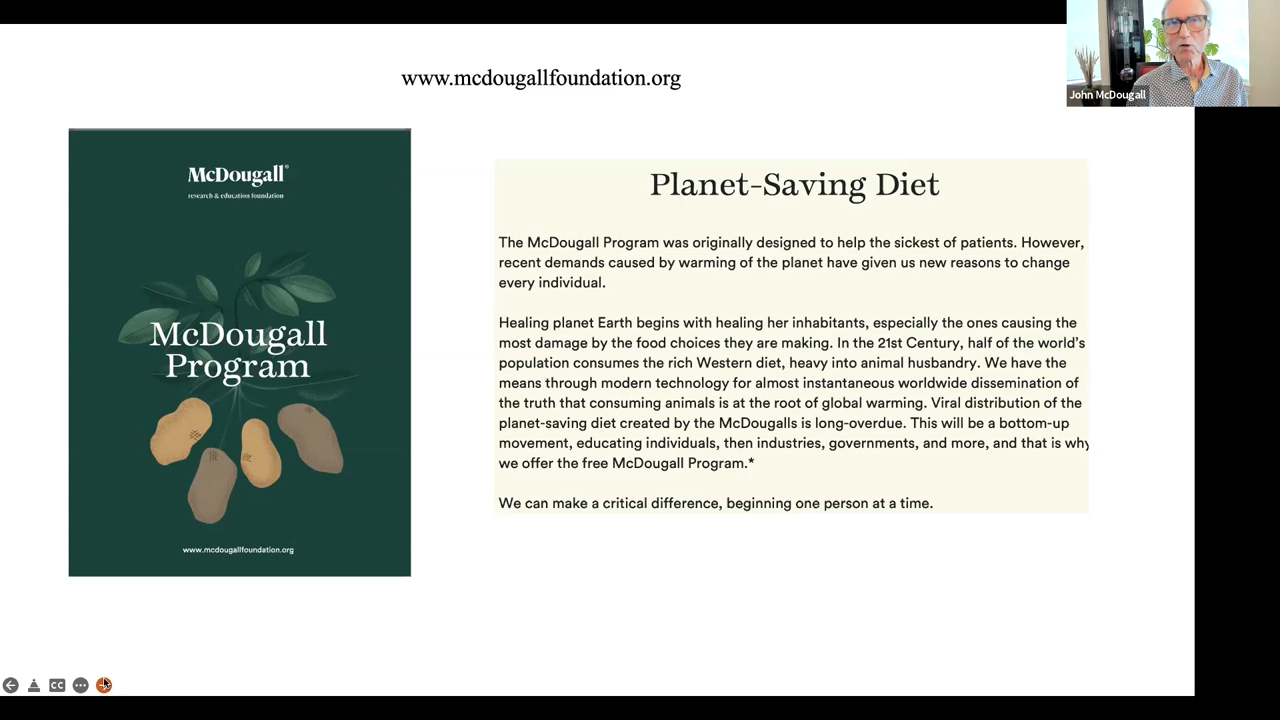 www.mcdougallfoundation.org
John McDougall
McDougall®
research & education foundation
McDougall
Program
www.mcdougallfoundation.org
Planet-Saving Diet
The McDougall Program was originally designed to help the sickest of patients. However,
recent demands caused by warming of the planet have given us new reasons to change
every individual.
Healing planet Earth begins with healing her inhabitants, especially the ones causing the
most damage by the food choices they are making. In the 21st Century, half of the world's
population consumes the rich Western diet, heavy into animal husbandry. We have the
means through modern technology for almost instantaneous worldwide dissemination of
the truth that consuming animals is at the root of global warming. Viral distribution of the
planet-saving diet created by the McDougalls is long-overdue. This will be a bottom-up
movement, educating individuals, then industries, governments, and more, and that is why
we offer the free McDougall Program.*
We can make a critical difference, beginning one person at a time.
CC